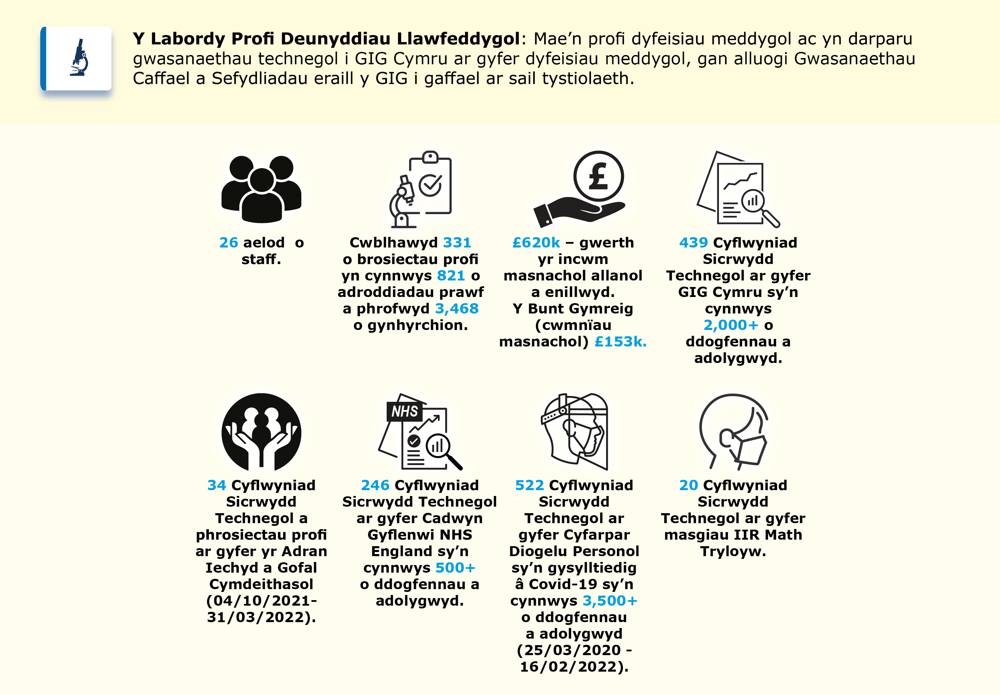 Y Labordy Profi Deunyddiau Llawfeddygol: Mae’n profi dyfeisiau meddygol ac yn darparu
gwasanaethau technegol i GIG Cymru ar gyfer dyfeisiau meddygol, gan alluogi Gwasanaethau
Caffael a Sefydliadau eraill y GIG i gaffael ar sail tystiolaeth.
£
26 aelod o
staff.
Cwblhawyd 331
o brosiectau profi
yn cynnwys 821 o
adroddiadau prawf
a phrofwyd 3,468
o gynhyrchion.
£620k – gwerth
yr incwm
masnachol allanol
a enillwyd.
Y Bunt Gymreig
(cwmnïau
masnachol) £153k.
439 Cyflwyniad
Sicrwydd
Technegol ar gyfer
GIG Cymru sy’n
cynnwys
2,000+ o
ddogfennau a
adolygwyd.
34 Cyflwyniad
Sicrwydd
Technegol a
phrosiectau profi
ar gyfer yr Adran
Iechyd a Gofal
Cymdeithasol
(04/10/2021-
31/03/2022).
NHS
246 Cyflwyniad
Sicrwydd Technegol
ar gyfer Cadwyn
Gyflenwi NHS
England sy’n
cynnwys 500+
o ddogfennau a
adolygwyd.
522 Cyflwyniad
Sicrwydd
Technegol ar
gyfer Cyfarpar
Diogelu Personol
sy’n gysylltiedig
â Covid-19 sy’n
cynnwys 3,500+
o ddogfennau
a adolygwyd
(25/03/2020 -
16/02/2022).
20 Cyflwyniad
Sicrwydd
Technegol ar gyfer
masgiau IIR Math
Tryloyw.